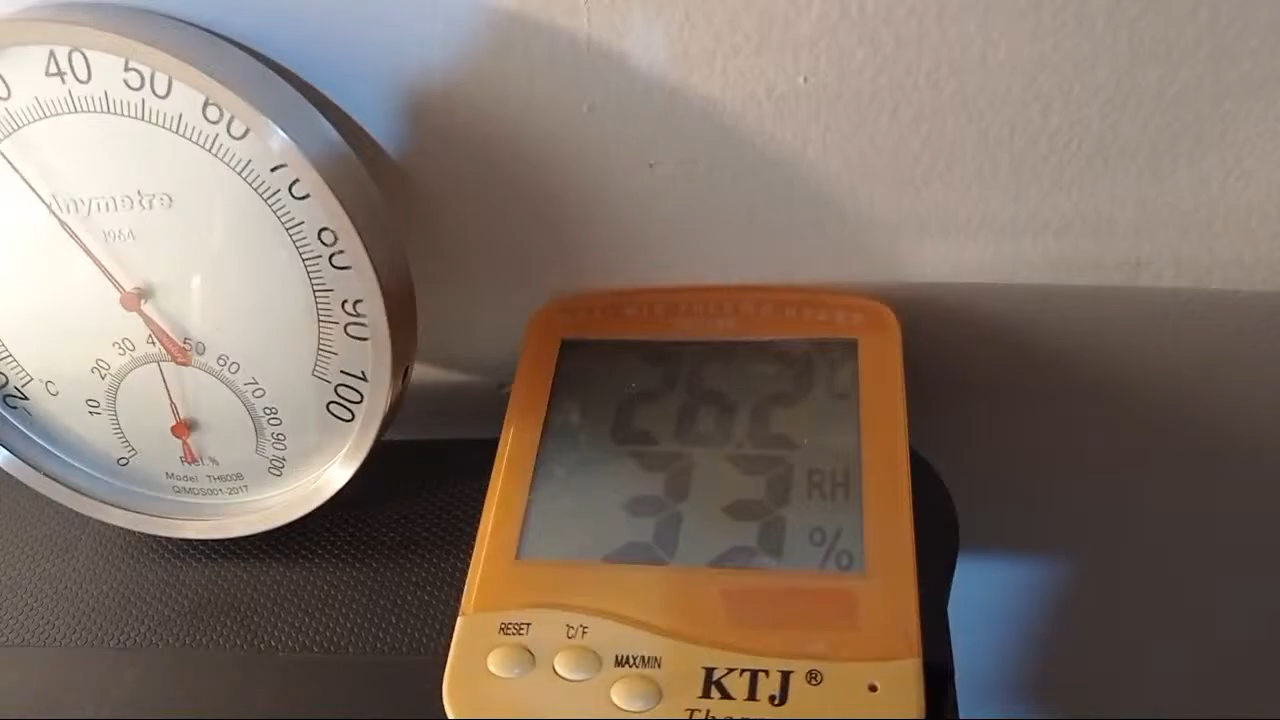 40 50 60 70 80 90 100
Anymetre
1964
°C
0 10 20 30 50 60 70 80 90 100
Rel.%
Model TH600B
Q/MDS001-2017
26.2°C
33 RH
%
RESET °C/°F
MAX/MIN
KTJ®